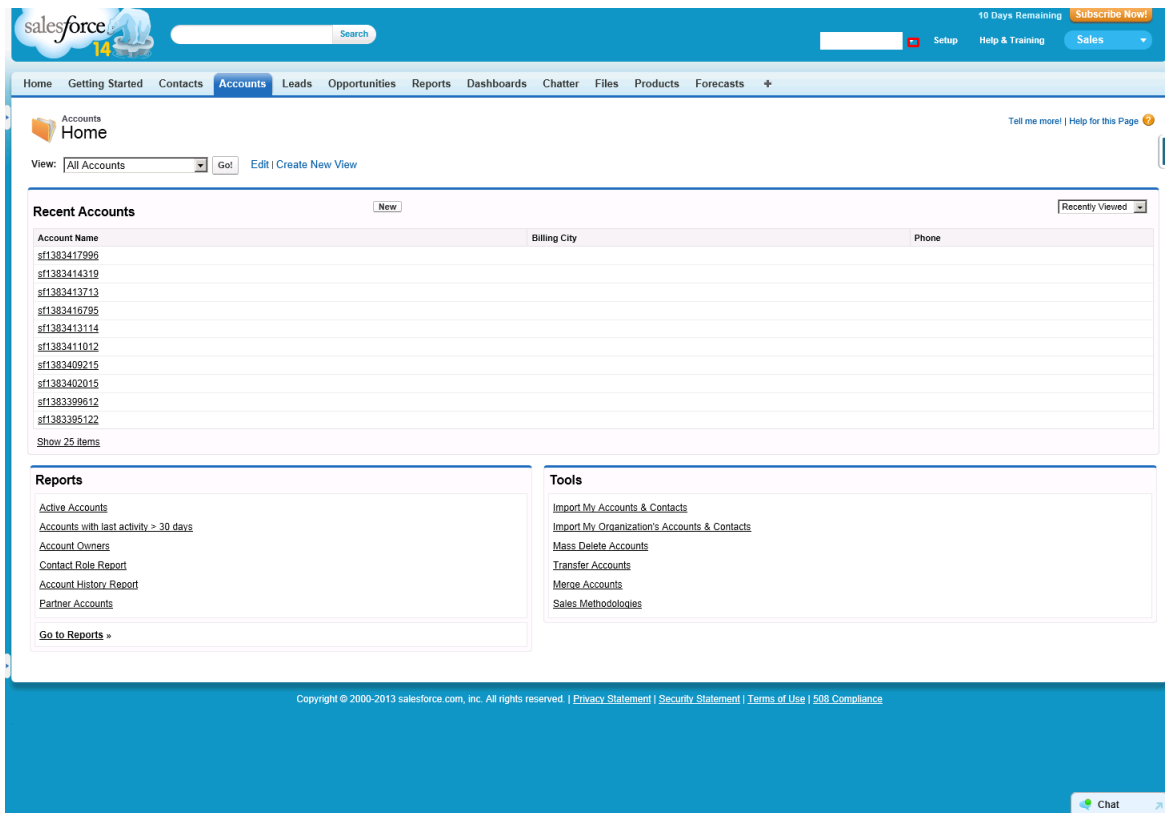 10 Days Remaining Subscribe Now!
salesforce
14
Search
Setup Help & Training Sales
Home Getting Started Contacts Accounts Leads Opportunities Reports Dashboards Chatter Files Products Forecasts +
Accounts
Home
Tell me more! | Help for this Page ?
View: All Accounts Go! Edit | Create New View
Recent Accounts New Recently Viewed
Account Name Billing City Phone
sf1383417996
sf1383414319
sf1383413713
sf1383416795
sf1383413114
sf1383411012
sf1383409215
sf1383402015
sf1383399612
sf1383395122
Show 25 items
Reports
Active Accounts
Accounts with last activity > 30 days
Account Owners
Contact Role Report
Account History Report
Partner Accounts
Go to Reports »
Tools
Import My Accounts & Contacts
Import My Organization's Accounts & Contacts
Mass Delete Accounts
Transfer Accounts
Merge Accounts
Sales Methodologies
Copyright © 2000-2013 salesforce.com, inc. All rights reserved. | Privacy Statement | Security Statement | Terms of Use | 508 Compliance
Chat